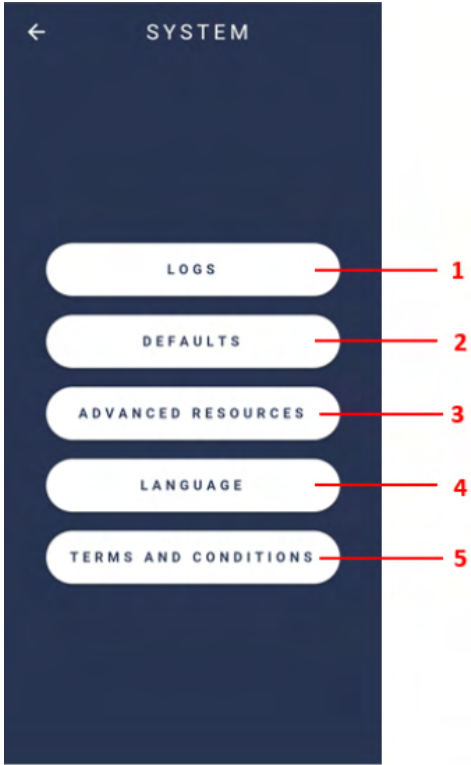 SYSTEM
LOGS 1
DEFAULTS 2
ADVANCED RESOURCES 3
LANGUAGE 4
TERMS AND CONDITIONS 5